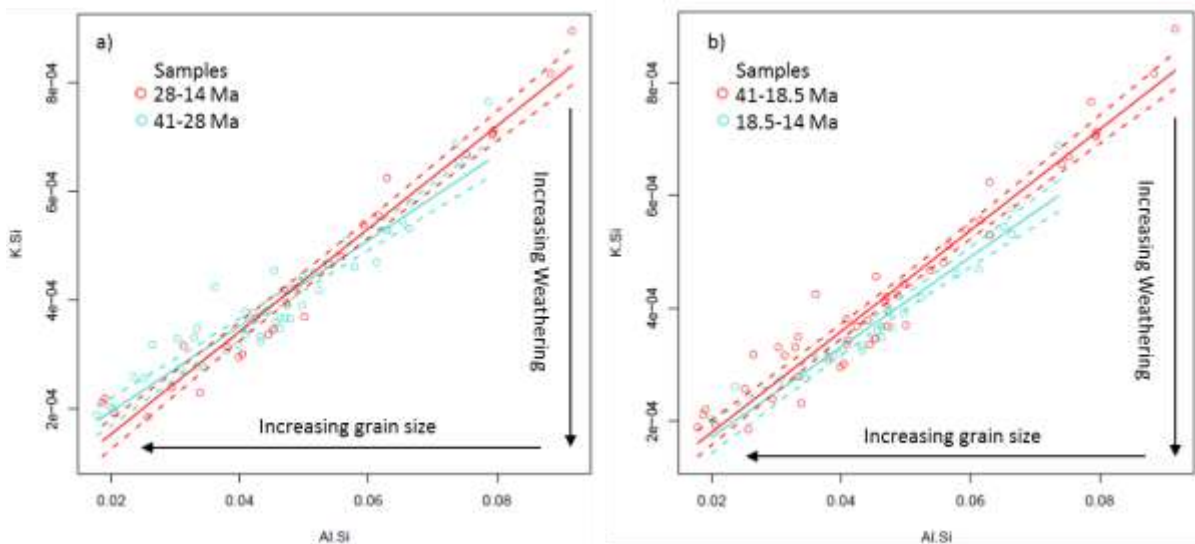 a)
Samples
28-14 Ma
41-28 Ma
Increasing Weathering
Increasing grain size
K.Si
2e-04
4e-04
6e-04
8e-04
0.02
0.04
0.06
0.08
Al.Si
b)
Samples
41-18.5 Ma
18.5-14 Ma
Increasing Weathering
Increasing grain size
K.Si
2e-04
4e-04
6e-04
8e-04
0.02
0.04
0.06
0.08
Al.Si